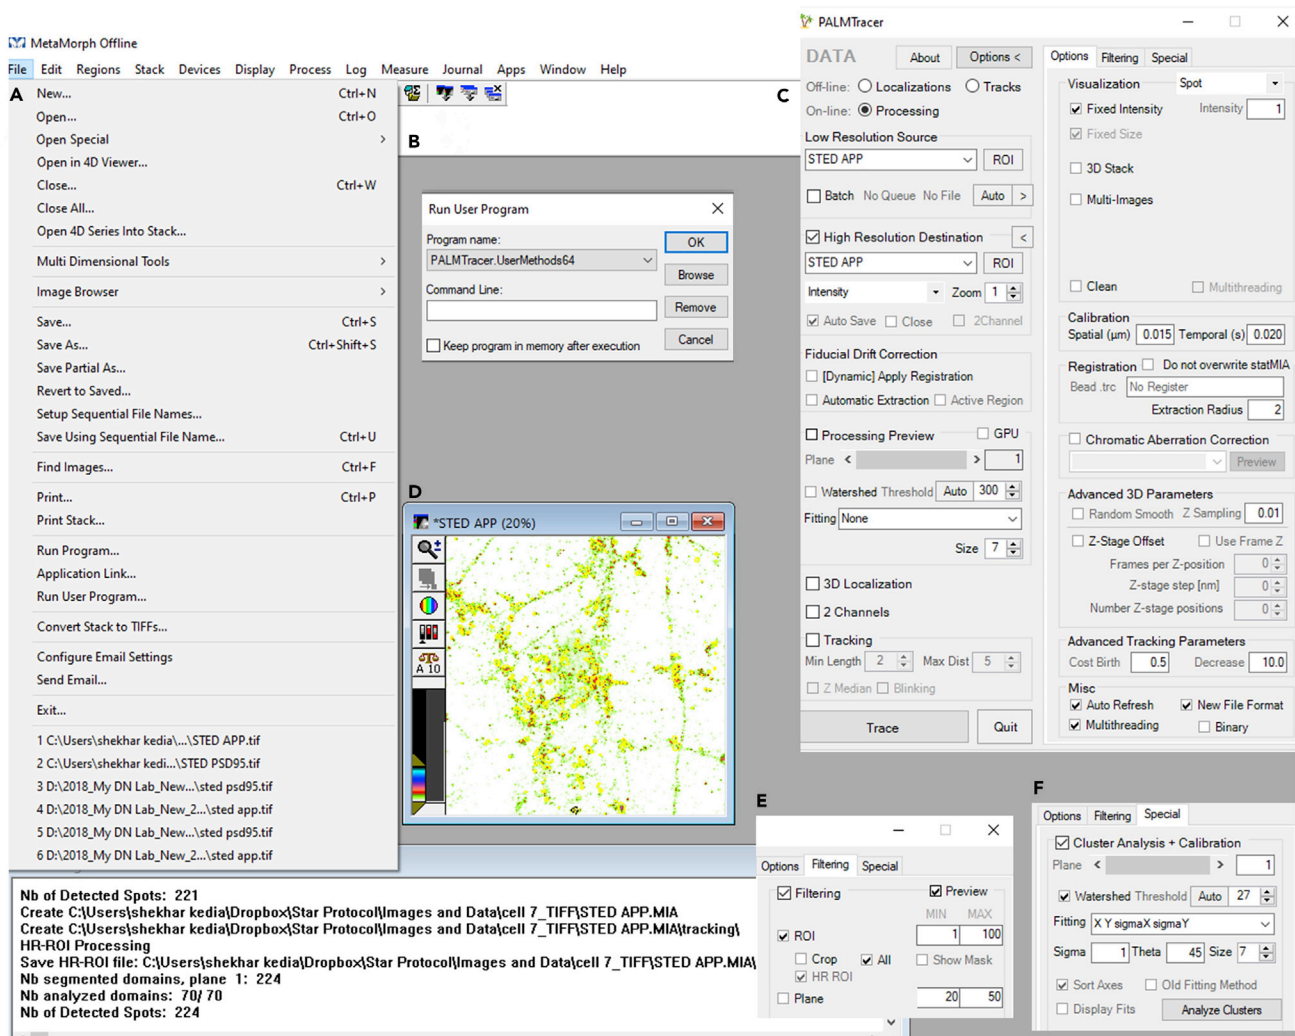 MetaMorph Offline
File Edit Regions Stack Devices Display Process Log Measure Journal Apps Window Help
A
New... Ctrl+N
Open... Ctrl+O
Open Special >
Open in 4D Viewer...
Close... Ctrl+W
Close All...
Open 4D Series Into Stack...
Multi Dimensional Tools >
Image Browser >
Save... Ctrl+S
Save As... Ctrl+Shift+S
Save Partial As...
Revert to Saved...
Setup Sequential File Names...
Save Using Sequential File Name... Ctrl+U
Find Images... Ctrl+F
Print... Ctrl+P
Print Stack...
Run Program...
Application Link...
Run User Program...
Convert Stack to TIFFs...
Configure Email Settings
Send Email...
Exit...
1 C:\Users\shekhar kedia\...\STED APP.tif
2 C:\Users\shekhar kedi...\STED PSD95.tif
3 D:\2018_My DN Lab_New...\sted psd95.tif
4 D:\2018_My DN Lab_New_2...\sted app.tif
5 D:\2018_My DN Lab_New...\sted psd95.tif
6 D:\2018_My DN Lab_New_2...\sted app.tif
Nb of Detected Spots: 221
Create C:\Users\shekhar kedia\Dropbox\Star Protocol\Images and Data\cell 7_TIFF\STED APP.MIA
Create C:\Users\shekhar kedia\Dropbox\Star Protocol\Images and Data\cell 7_TIFF\STED APP.MIA\tracking\
HR-ROI Processing
Save HR-ROI file: C:\Users\shekhar kedia\Dropbox\Star Protocol\Images and Data\cell 7_TIFF\STED APP.MIA\
Nb segmented domains, plane 1: 224
Nb analyzed domains: 70/ 70
Nb of Detected Spots: 224
B
Run User Program
Program name:
PALMTracer.UserMethods64
Command Line:
Keep program in memory after execution
OK
Browse
Remove
Cancel
C
PALMTracer
DATA About Options <
Off-line: Localizations Tracks
On-line: Processing
Low Resolution Source
STED APP ROI
Batch No Queue No File Auto >
High Resolution Destination <
STED APP ROI
Intensity Zoom 1
Auto Save Close 2Channel
Fiducial Drift Correction
[Dynamic] Apply Registration
Automatic Extraction Active Region
Processing Preview GPU
Plane < > 1
Watershed Threshold Auto 300
Fitting None
Size 7
3D Localization
2 Channels
Tracking
Min Length 2 Max Dist 5
Z Median Blinking
Trace Quit
Options Filtering Special
Visualization Spot
Fixed Intensity Intensity 1
Fixed Size
3D Stack
Multi-Images
Clean Multithreading
Calibration
Spatial (µm) 0.015 Temporal (s) 0.020
Registration Do not overwrite statMIA
Bead .trc No Register
Extraction Radius 2
Chromatic Aberration Correction
Preview
Advanced 3D Parameters
Random Smooth Z Sampling 0.01
Z-Stage Offset Use Frame Z
Frames per Z-position 0
Z-stage step [nm] 0
Number Z-stage positions 0
Advanced Tracking Parameters
Cost Birth 0.5 Decrease 10.0
Misc
Auto Refresh New File Format
Multithreading Binary
D
*STED APP (20%)
A 10
E
Options Filtering Special
Filtering Preview
MIN MAX
ROI 1 100
Crop All Show Mask
HR ROI
Plane 20 50
F
Options Filtering Special
Cluster Analysis + Calibration
Plane < > 1
Watershed Threshold Auto 27
Fitting X Y sigmaX sigmaY
Sigma 1 Theta 45 Size 7
Sort Axes Old Fitting Method
Display Fits Analyze Clusters